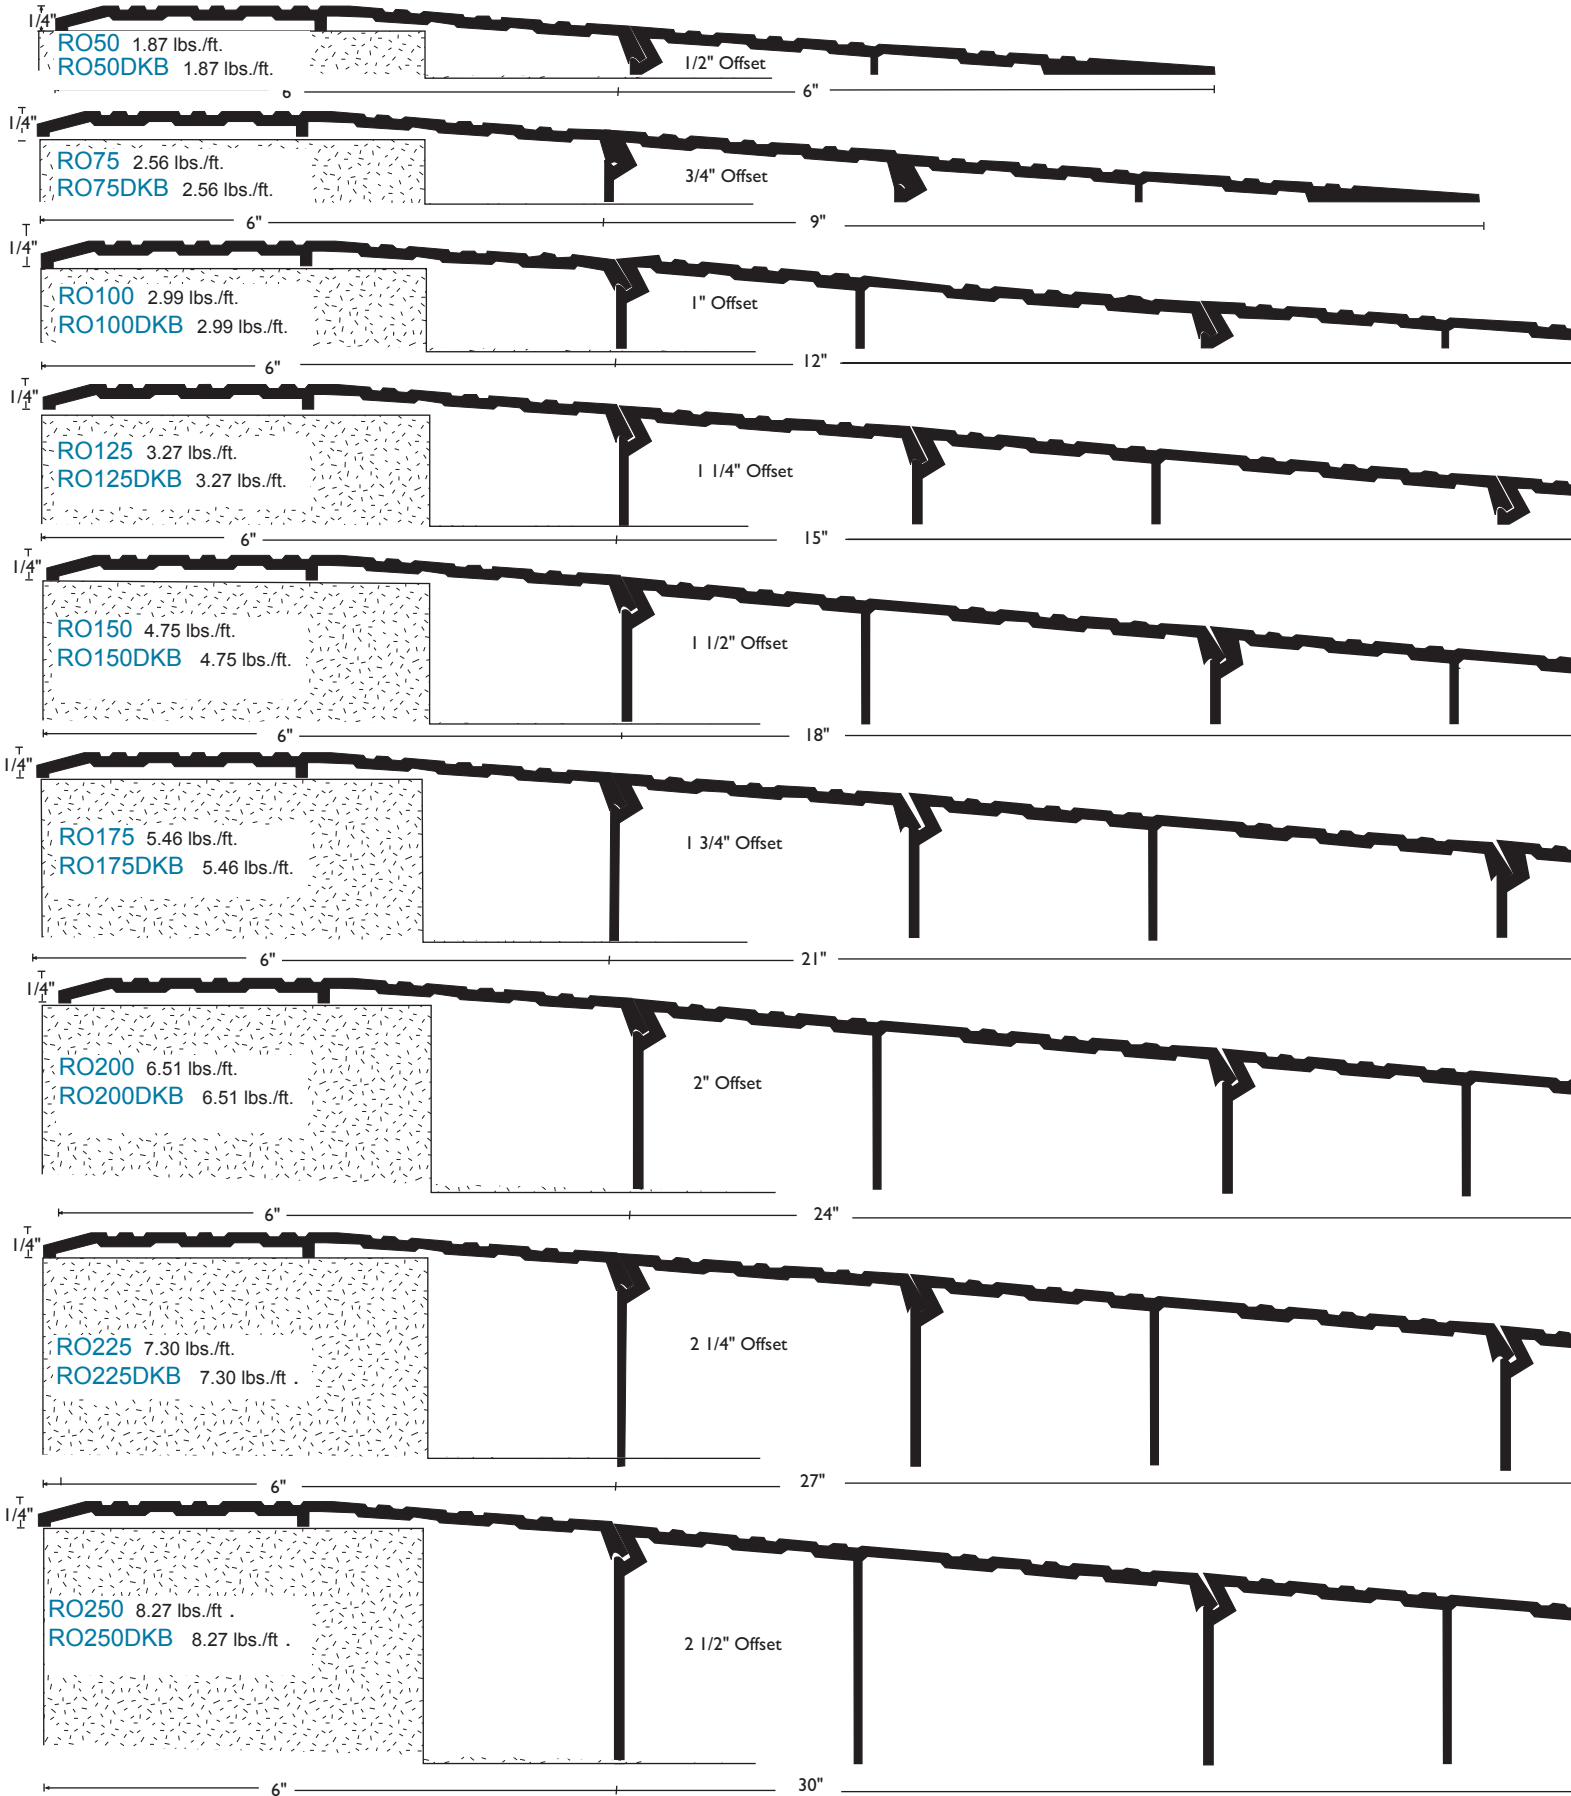 1/4"
RO50 1.87 lbs./ft.
RO50DKB 1.87 lbs./ft.
1/2" Offset
6"
1/4"
RO75 2.56 lbs./ft.
RO75DKB 2.56 lbs./ft.
3/4" Offset
6" 9"
1/4"
RO100 2.99 lbs./ft.
RO100DKB 2.99 lbs./ft.
1" Offset
6" 12"
1/4"
RO125 3.27 lbs./ft.
RO125DKB 3.27 lbs./ft.
1 1/4" Offset
6" 15"
1/4"
RO150 4.75 lbs./ft.
RO150DKB 4.75 lbs./ft.
1 1/2" Offset
6" 18"
1/4"
RO175 5.46 lbs./ft.
RO175DKB 5.46 lbs./ft.
1 3/4" Offset
6" 21"
1/4"
RO200 6.51 lbs./ft.
RO200DKB 6.51 lbs./ft.
2" Offset
6" 24"
1/4"
RO225 7.30 lbs./ft.
RO225DKB 7.30 lbs./ft .
2 1/4" Offset
6" 27"
1/4"
RO250 8.27 lbs./ft .
RO250DKB 8.27 lbs./ft .
2 1/2" Offset
6" 30"